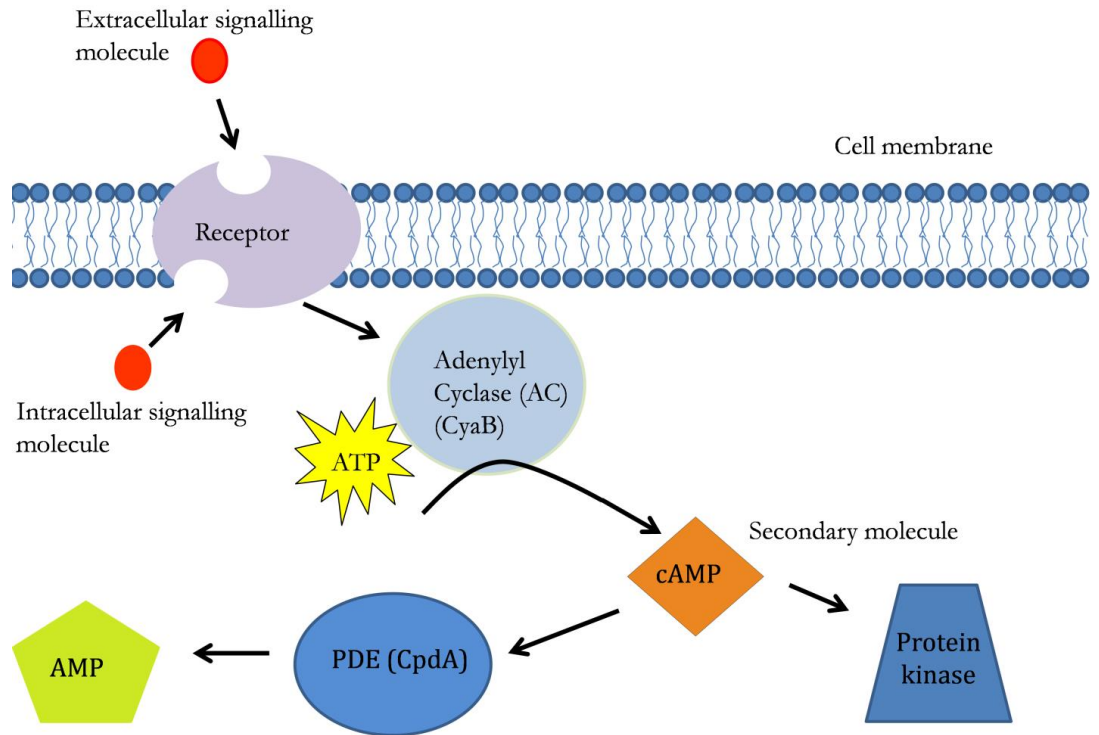 Extracellular signalling
molecule
Cell membrane
Receptor
Adenylyl
Cyclase (AC)
(CyaB)
Intracellular signalling
molecule
ATP
Secondary molecule
cAMP
Protein
kinase
PDE (CpdA)
AMP